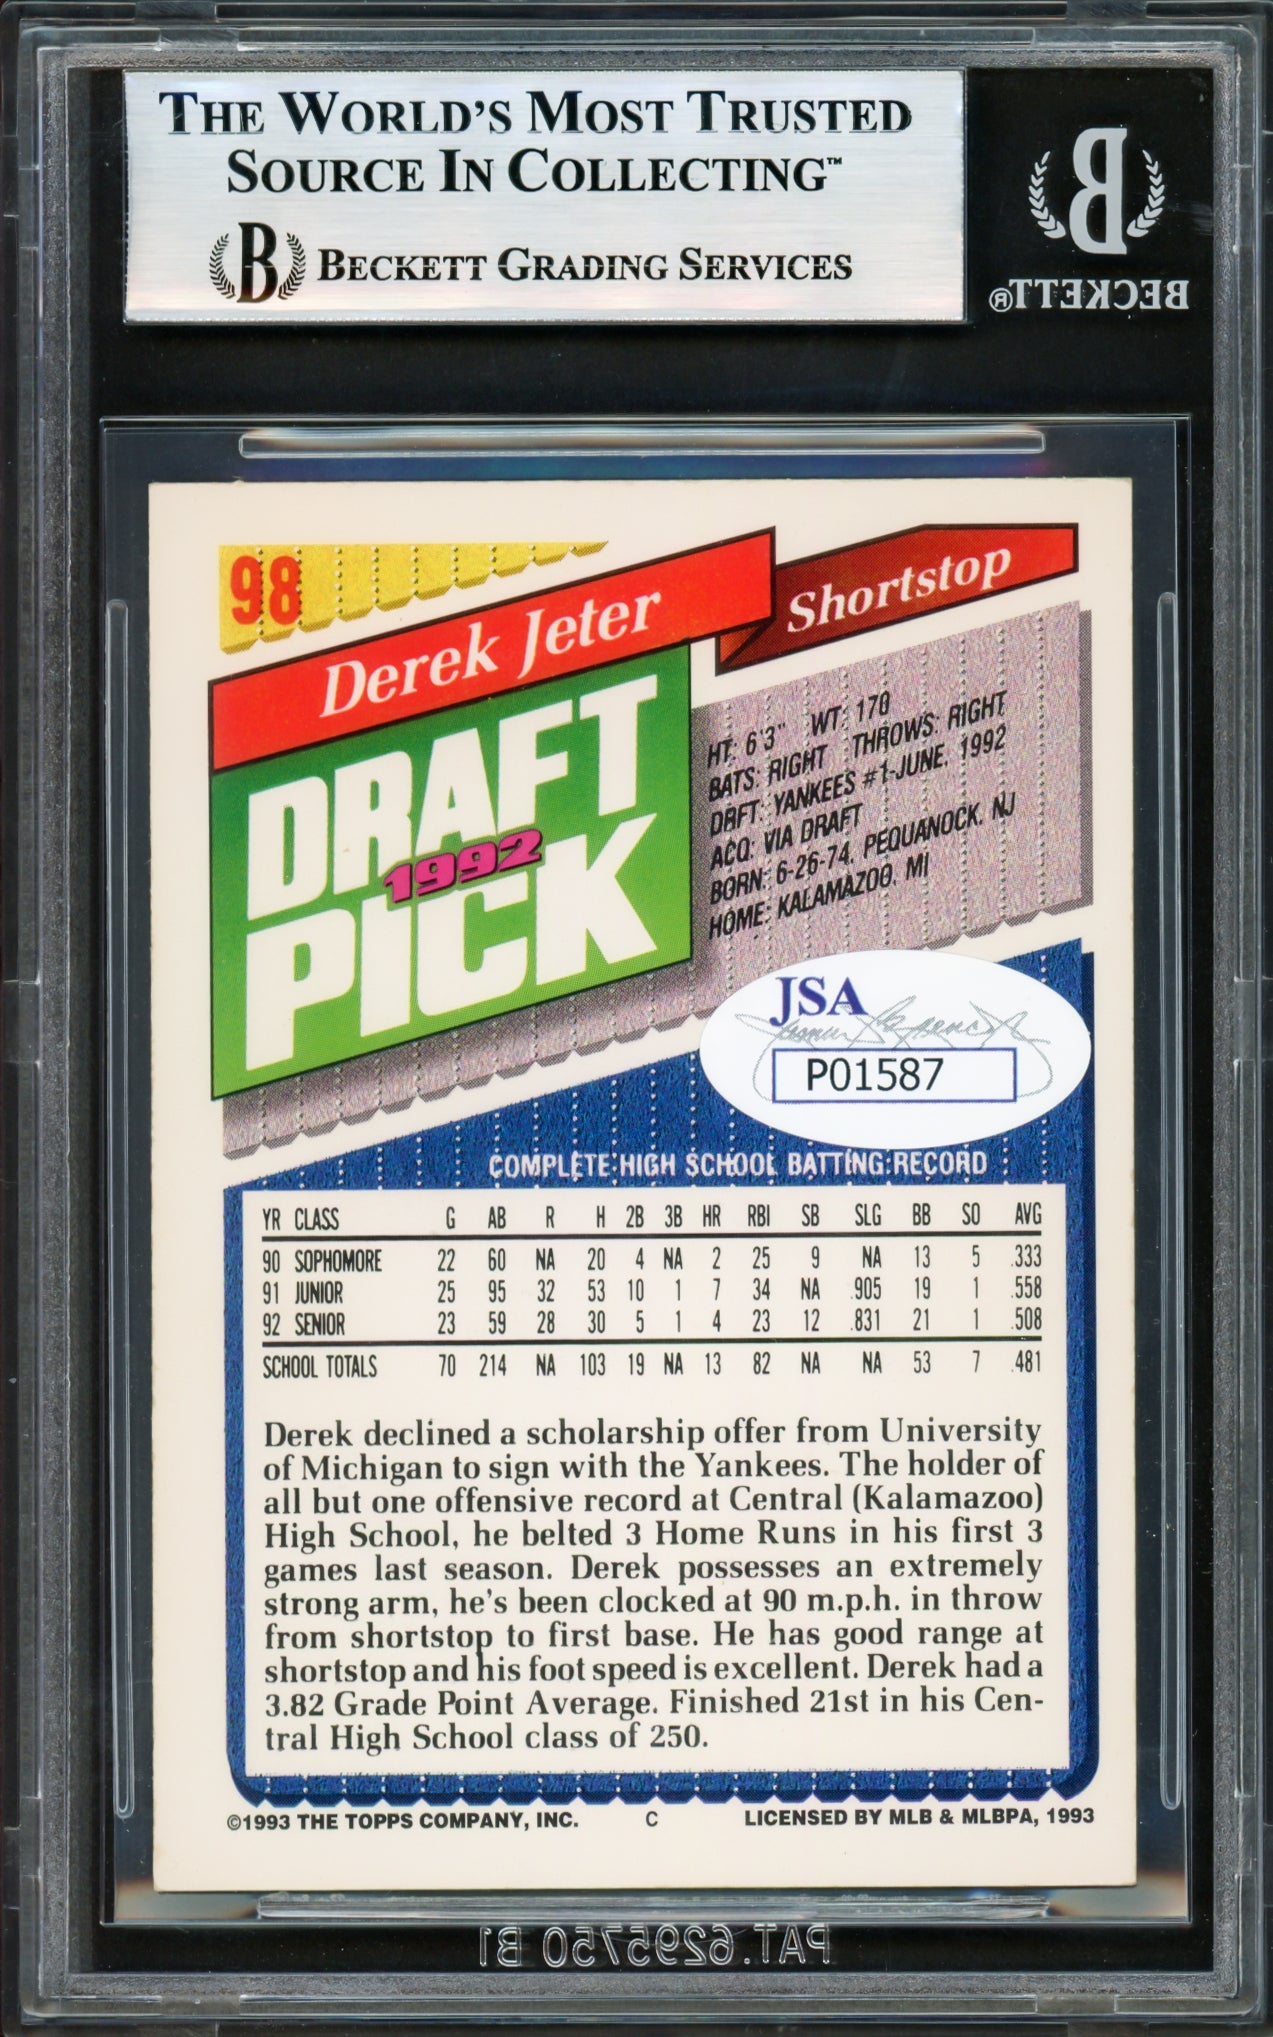 THE WORLD'S MOST TRUSTED
SOURCE IN COLLECTING™
B BECKETT GRADING SERVICES
B
BECKETT®
98
Derek Jeter
Shortstop
DRAFT
1992
PICK
HT: 6'3" WT: 170
BATS: RIGHT THROWS: RIGHT
DRFT: YANKEES #1-JUNE, 1992
ACQ: VIA DRAFT
BORN: 6-26-74, PEQUANOCK, NJ
HOME: KALAMAZOO, MI
JSA
P01587
COMPLETE HIGH SCHOOL BATTING RECORD
YR CLASS G AB R H 2B 3B HR RBI SB SLG BB SO AVG
90 SOPHOMORE 22 60 NA 20 4 NA 2 25 9 NA 13 5 .333
91 JUNIOR 25 95 32 53 10 1 7 34 NA .905 19 1 .558
92 SENIOR 23 59 28 30 5 1 4 23 12 .831 21 1 .508
SCHOOL TOTALS 70 214 NA 103 19 NA 13 82 NA NA 53 7 .481
Derek declined a scholarship offer from University
of Michigan to sign with the Yankees. The holder of
all but one offensive record at Central (Kalamazoo)
High School, he belted 3 Home Runs in his first 3
games last season. Derek possesses an extremely
strong arm, he's been clocked at 90 m.p.h. in throw
from shortstop to first base. He has good range at
shortstop and his foot speed is excellent. Derek had a
3.82 Grade Point Average. Finished 21st in his Cen-
tral High School class of 250.
©1993 THE TOPPS COMPANY, INC. C LICENSED BY MLB & MLBPA, 1993
PAT.6295750 B1